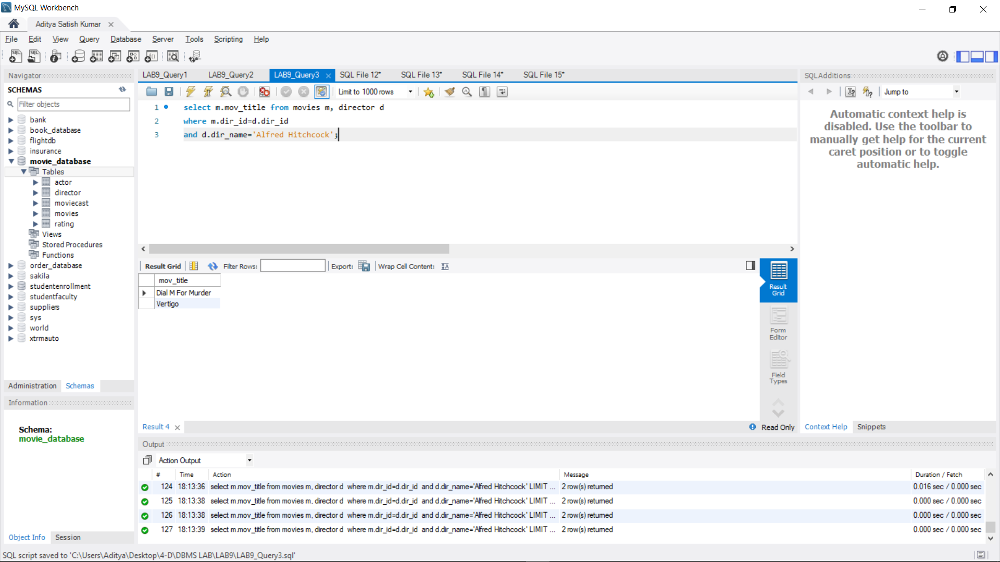 MySQL Workbench
Aditya Satish Kumar
File Edit View Query Database Server Tools Scripting Help
Navigator
SCHEMAS
Filter objects
bank
book_database
flightdb
insurance
movie_database
Tables
actor
director
moviecast
movies
rating
Views
Stored Procedures
Functions
order_database
sakila
studentenrollment
studentfaculty
suppliers
sys
world
xtrmauto
Administration Schemas
Information
Schema:
movie_database
Object Info Session
LAB9_Query1 LAB9_Query2 LAB9_Query3 SQL File 12* SQL File 13* SQL File 14* SQL File 15*
Limit to 1000 rows
1 select m.mov_title from movies m, director d
2 where m.dir_id=d.dir_id
3 and d.dir_name='Alfred Hitchcock';
Result Grid Filter Rows: Export: Wrap Cell Content:
mov_title
Dial M For Murder
Vertigo
Result
Grid
Form
Editor
Field
Types
Result 4 Read Only
SQLAdditions
Jump to
Automatic context help is
disabled. Use the toolbar to
manually get help for the current
caret position or to toggle
automatic help.
Context Help Snippets
Output
Action Output
# Time Action Message Duration / Fetch
124 18:13:36 select m.mov_title from movies m, director d where m.dir_id=d.dir_id and d.dir_name='Alfred Hitchcock' LIMIT ... 2 row(s) returned 0.016 sec / 0.000 sec
125 18:13:38 select m.mov_title from movies m, director d where m.dir_id=d.dir_id and d.dir_name='Alfred Hitchcock' LIMIT ... 2 row(s) returned 0.000 sec / 0.000 sec
126 18:13:38 select m.mov_title from movies m, director d where m.dir_id=d.dir_id and d.dir_name='Alfred Hitchcock' LIMIT ... 2 row(s) returned 0.000 sec / 0.000 sec
127 18:13:39 select m.mov_title from movies m, director d where m.dir_id=d.dir_id and d.dir_name='Alfred Hitchcock' LIMIT ... 2 row(s) returned 0.000 sec / 0.000 sec
SQL script saved to 'C:\Users\Aditya\Desktop\4-D\DBMS LAB\LAB9\LAB9_Query3.sql'